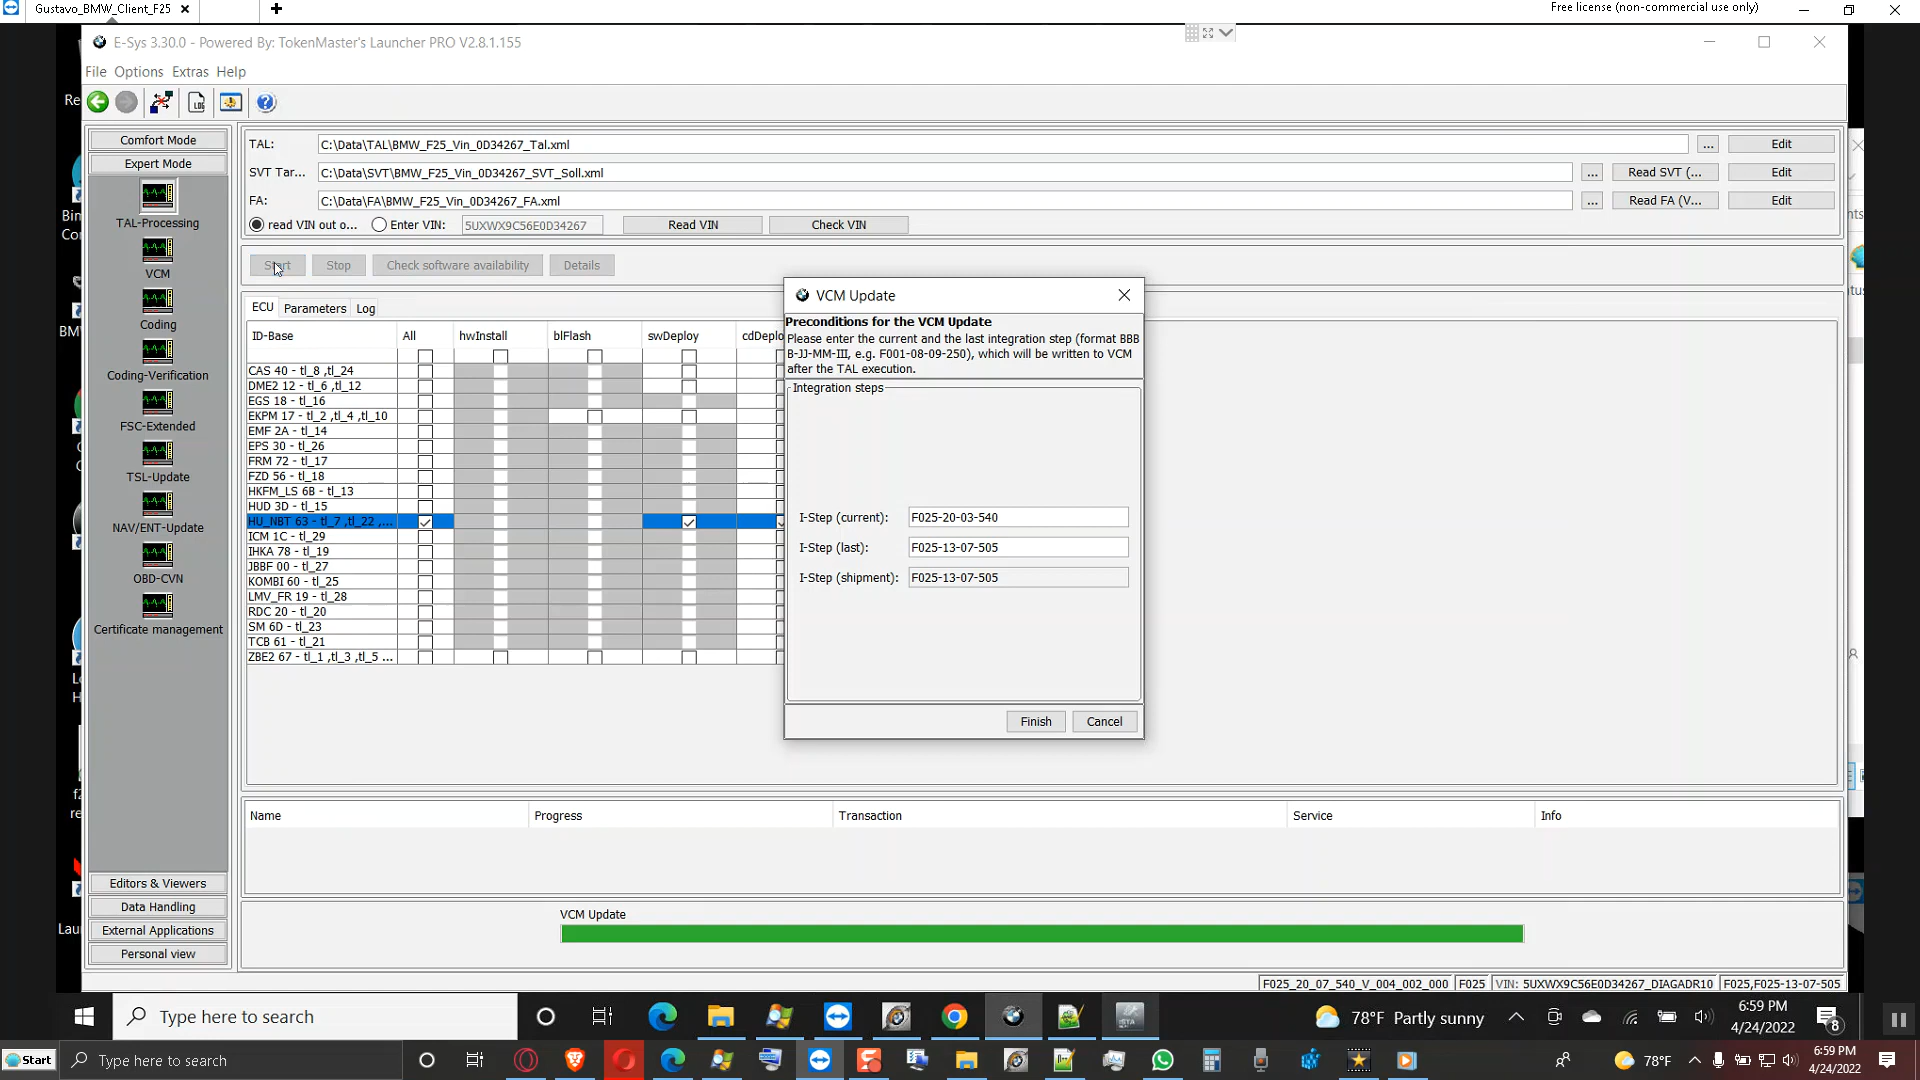 Gustavo_BMW_Client_F25
Free license (non-commercial use only)
E-Sys 3.30.0 - Powered By: TokenMaster's Launcher PRO V2.8.1.155
File Options Extras Help
Comfort Mode
Expert Mode
TAL-Processing
VCM
Coding
Coding-Verification
FSC-Extended
TSL-Update
NAV/ENT-Update
OBD-CVN
Certificate management
Editors & Viewers
Data Handling
External Applications
Personal view
TAL: C:\Data\TAL\BMW_F25_Vin_0D34267_Tal.xml ... Edit
SVT Tar... C:\Data\SVT\BMW_F25_Vin_0D34267_SVT_Soll.xml ... Read SVT (... Edit
FA: C:\Data\FA\BMW_F25_Vin_0D34267_FA.xml ... Read FA (V... Edit
read VIN out o... Enter VIN: 5UXWX9C56E0D34267 Read VIN Check VIN
Start Stop Check software availability Details
ECU Parameters Log
ID-Base All hwInstall blFlash swDeploy cdDeplo
CAS 40 - tl_8 ,tl_24
DME2 12 - tl_6 ,tl_12
EGS 18 - tl_16
EKPM 17 - tl_2 ,tl_4 ,tl_10
EMF 2A - tl_14
EPS 30 - tl_26
FRM 72 - tl_17
FZD 56 - tl_18
HKFM_LS 6B - tl_13
HUD 3D - tl_15
HU_NBT 63 - tl_7 ,tl_22 ,...
ICM 1C - tl_29
IHKA 78 - tl_19
JBBF 00 - tl_27
KOMBI 60 - tl_25
LMV_FR 19 - tl_28
RDC 20 - tl_20
SM 6D - tl_23
TCB 61 - tl_21
ZBE2 67 - tl_1 ,tl_3 ,tl_5 ...
VCM Update
Preconditions for the VCM Update
Please enter the current and the last integration step (format BBB
B-JJ-MM-III, e.g. F001-08-09-250), which will be written to VCM
after the TAL execution.
Integration steps
I-Step (current): F025-20-03-540
I-Step (last): F025-13-07-505
I-Step (shipment): F025-13-07-505
Finish Cancel
Name Progress Transaction Service Info
VCM Update
F025_20_07_540_V_004_002_000 F025 VIN: 5UXWX9C56E0D34267_DIAGADR10 F025,F025-13-07-505
Type here to search
78°F Partly sunny
6:59 PM
4/24/2022
8
Start
Type here to search
78°F
6:59 PM
4/24/2022